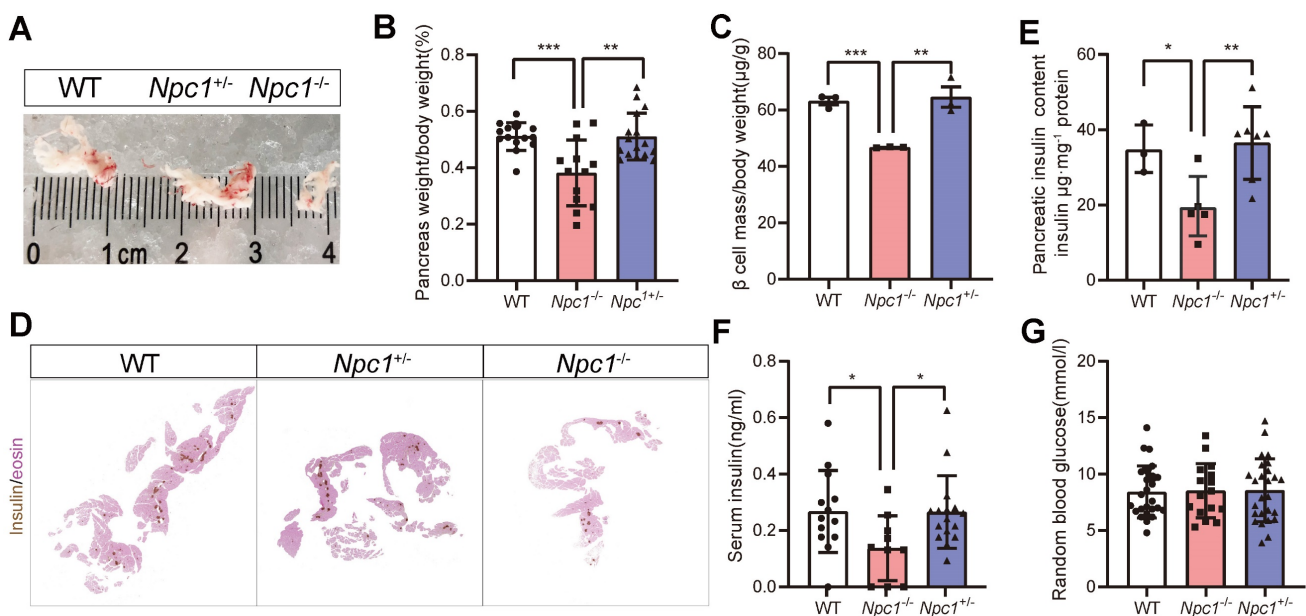 A
WT Npc1+/- Npc1-/-
0 1cm 2 3 4
B
Pancreas weight/body weight(%)
0.8
0.6
0.4
0.2
0.0
*** **
WT Npc1-/- Npc1+/-
C
β cell mass/body weight(μg/g)
80
60
40
20
0
*** **
WT Npc1-/- Npc1+/-
E
Pancreatic insulin content
insulin μg·mg-1 protein
60
40
20
0
* **
WT Npc1-/- Npc1+/-
D
WT Npc1+/- Npc1-/-
Insulin/eosin
F
Serum insulin(ng/ml)
0.8
0.6
0.4
0.2
0.0
* *
WT Npc1-/- Npc1+/-
G
Random blood glucose(mmol/l)
20
15
10
5
0
WT Npc1-/- Npc1+/-